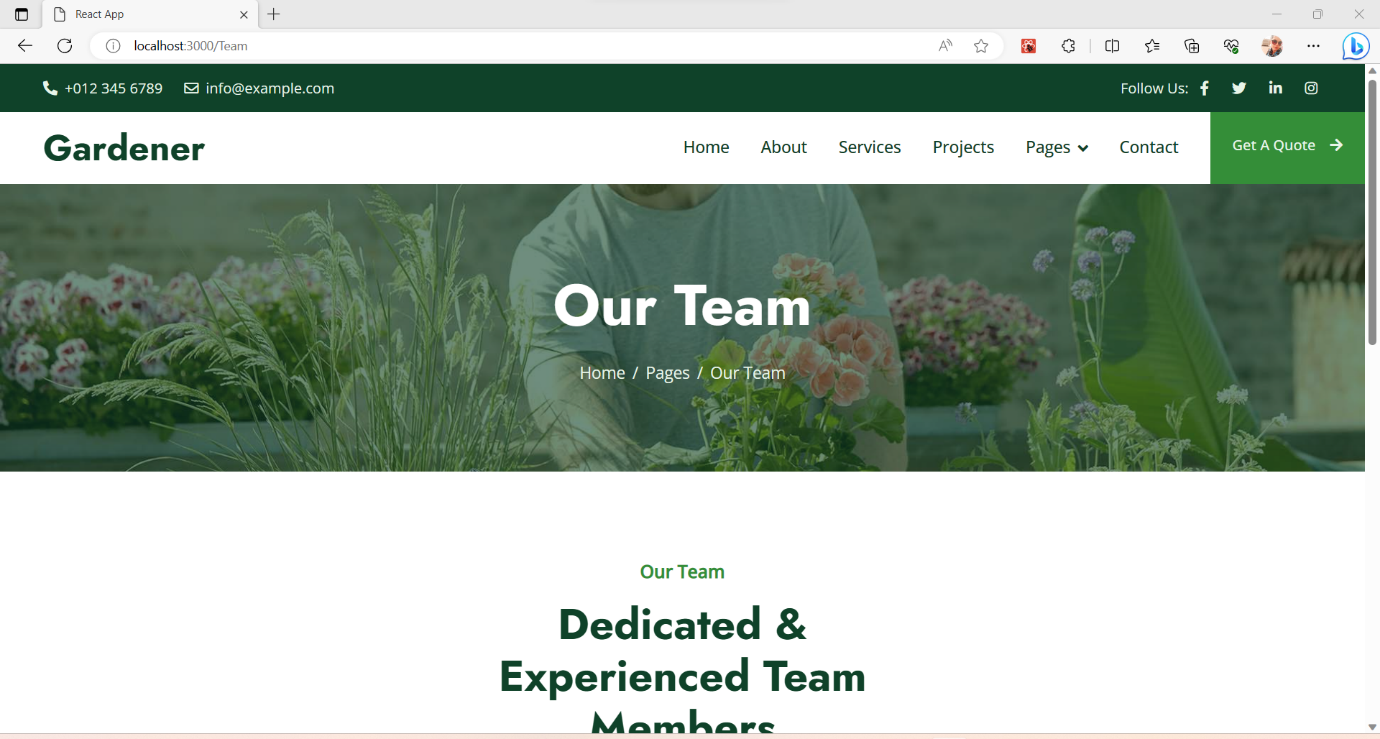 React App
localhost:3000/Team
+012 345 6789 info@example.com Follow Us:
Gardener Home About Services Projects Pages Contact Get A Quote
Our Team
Home / Pages / Our Team
Our Team
Dedicated &
Experienced Team
Members